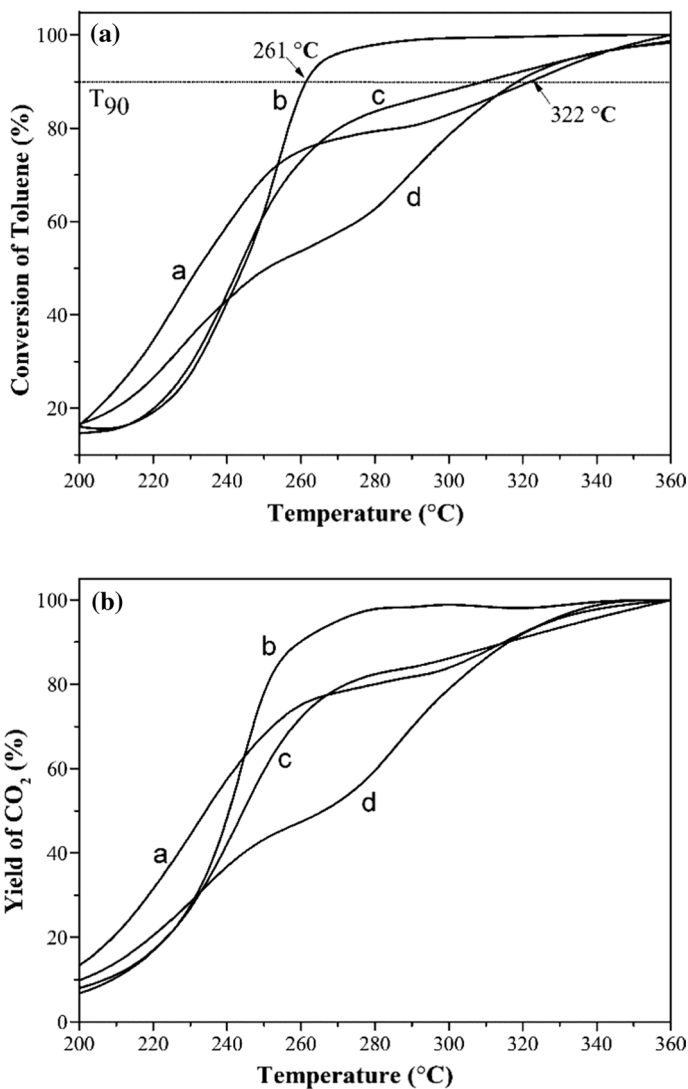 (a)
Conversion of Toluene (%)
100
80
60
40
20
T90
261 °C
322 °C
a
b
c
d
200 220 240 260 280 300 320 340 360
Temperature (°C)
(b)
Yield of CO2 (%)
100
80
60
40
20
0
a
b
c
d
200 220 240 260 280 300 320 340 360
Temperature (°C)